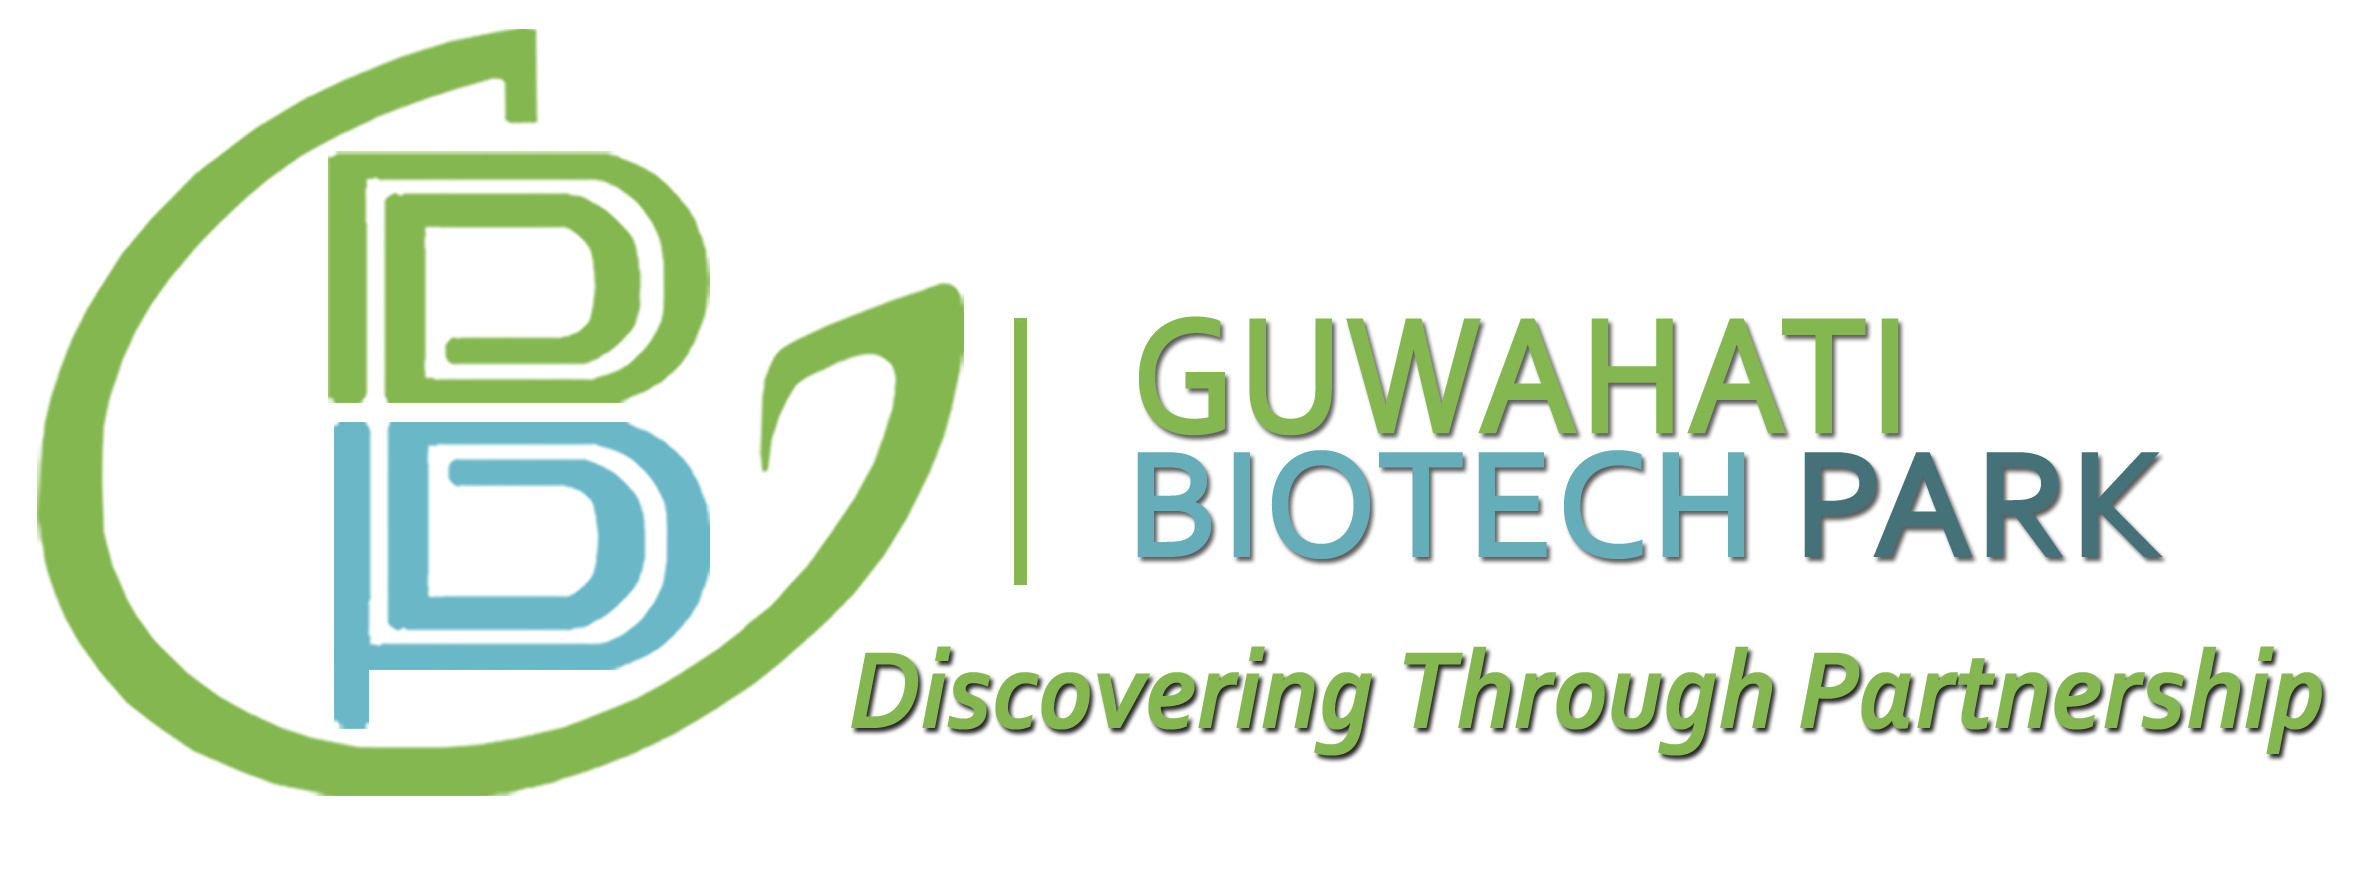 GUWAHATI
BIOTECH PARK
Discovering Through Partnership